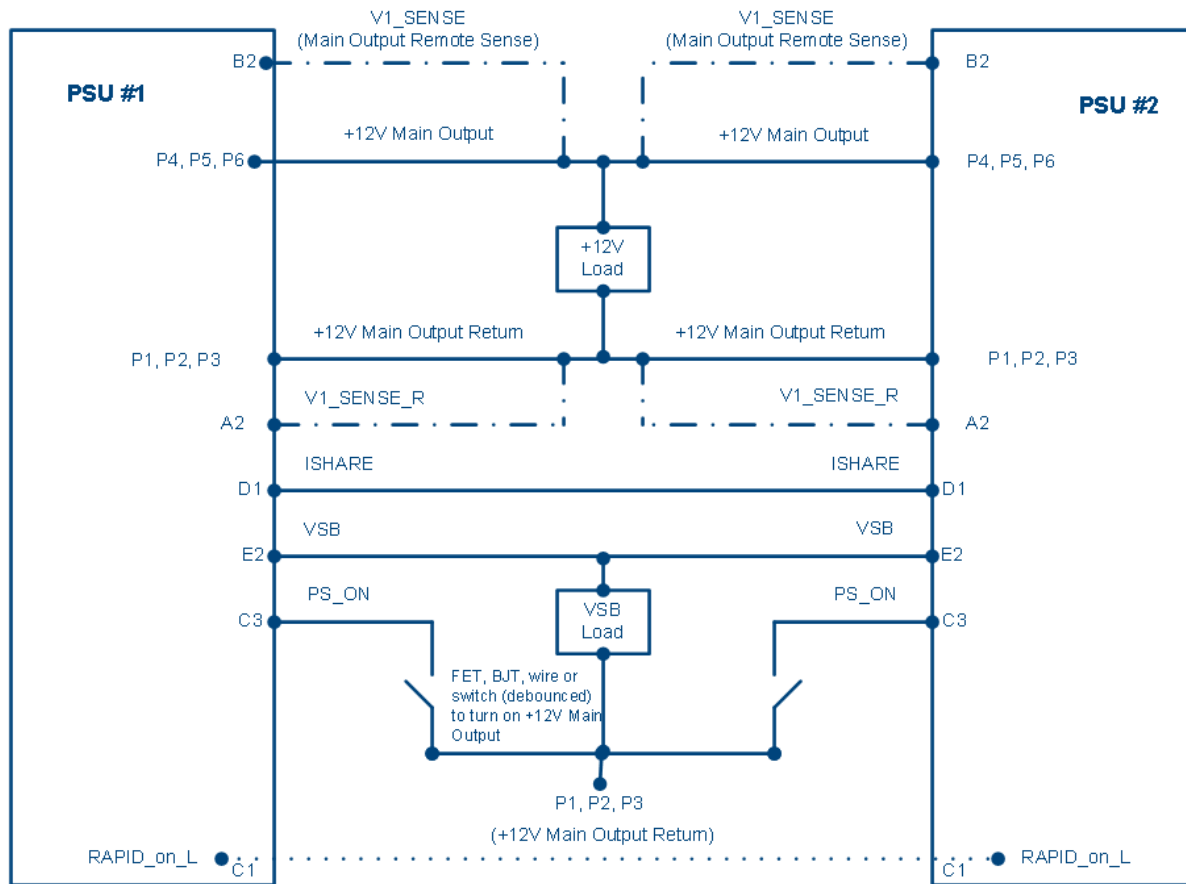 V1_SENSE
(Main Output Remote Sense)
V1_SENSE
(Main Output Remote Sense)
B2
B2
PSU #1
PSU #2
+12V Main Output
+12V Main Output
P4, P5, P6
P4, P5, P6
+12V
Load
+12V Main Output Return
+12V Main Output Return
P1, P2, P3
P1, P2, P3
V1_SENSE_R
V1_SENSE_R
A2
A2
ISHARE
ISHARE
D1
D1
VSB
VSB
E2
E2
PS_ON
PS_ON
C3
C3
VSB
Load
FET, BJT, wire or
switch (debounced)
to turn on +12V Main
Output
P1, P2, P3
(+12V Main Output Return)
RAPID_on_L
RAPID_on_L
C1
C1